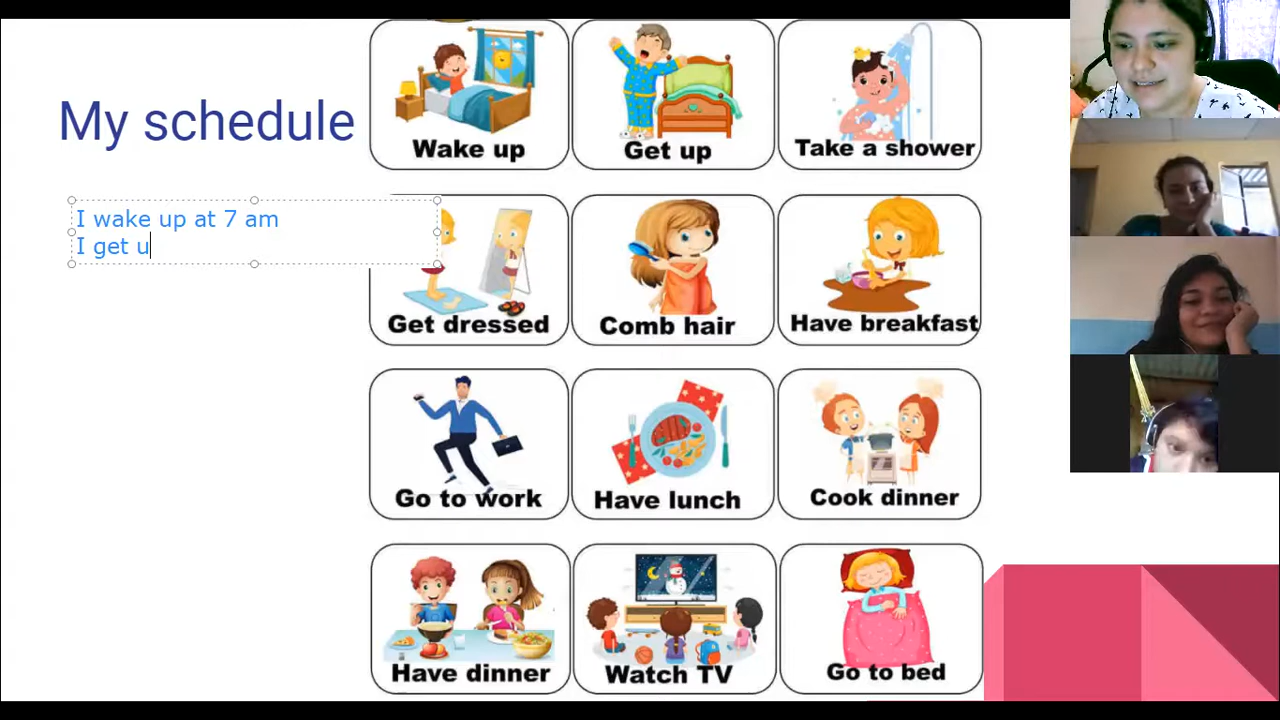 My schedule
I wake up at 7 am
I get u
Wake up
Get up
Take a shower
Get dressed
Comb hair
Have breakfast
Go to work
Have lunch
Cook dinner
Have dinner
Watch TV
Go to bed